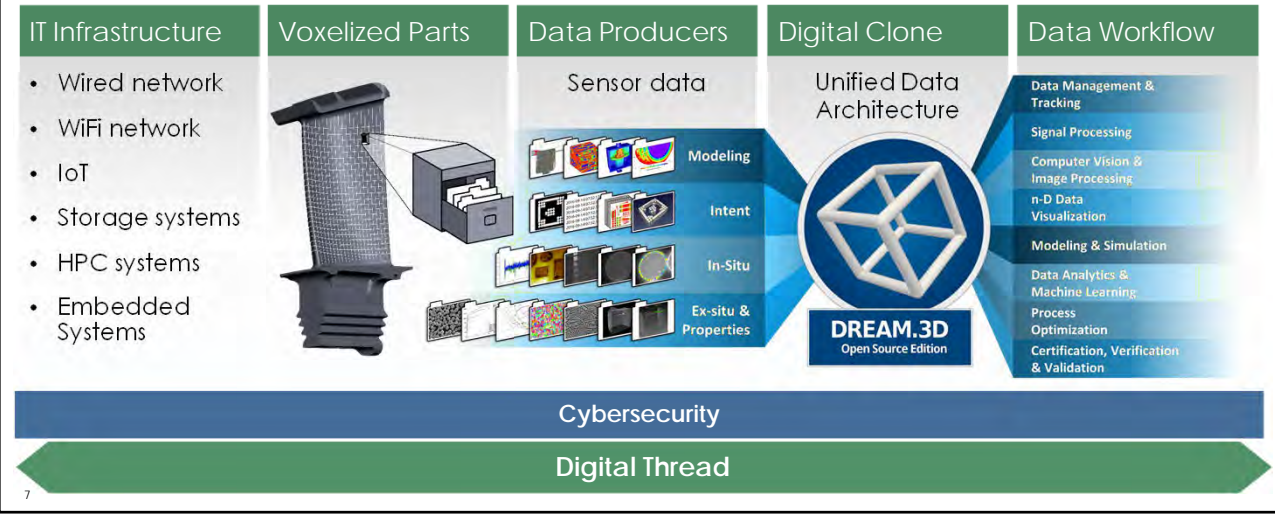 IT Infrastructure
• Wired network
• WiFi network
• IoT
• Storage systems
• HPC systems
• Embedded
Systems
Voxelized Parts
Data Producers
Sensor data
Modeling
Intent
In-Situ
Ex-situ &
Properties
Digital Clone
Unified Data
Architecture
DREAM.3D
Open Source Edition
Data Workflow
Data Management &
Tracking
Signal Processing
Computer Vision &
Image Processing
n-D Data
Visualization
Modeling & Simulation
Data Analytics &
Machine Learning
Process
Optimization
Certification, Verification
& Validation
Cybersecurity
Digital Thread
7